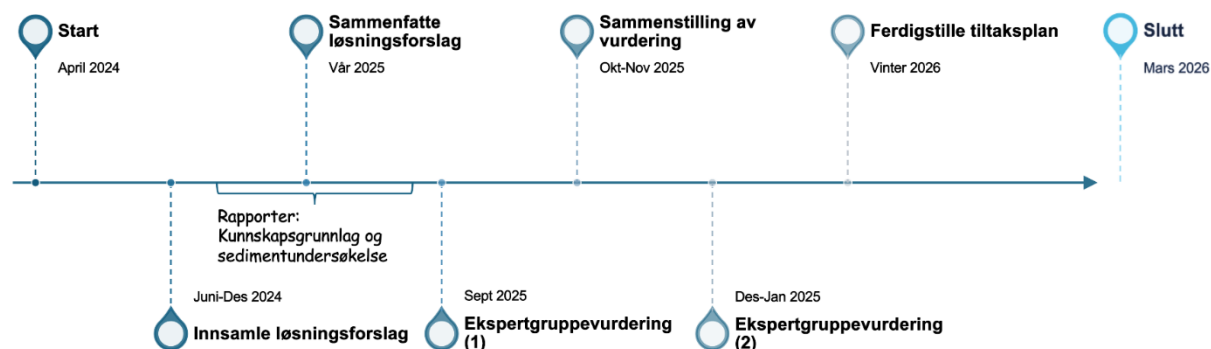 Start
April 2024
Sammenfatte
løsningsforslag
Vår 2025
Sammenstilling av
vurdering
Okt-Nov 2025
Ferdigstille tiltaksplan
Vinter 2026
Slutt
Mars 2026
Rapporter:
Kunnskapsgrunnlag og
sedimentundersøkelse
Juni-Des 2024
Innsamle løsningsforslag
Sept 2025
Ekspertgruppevurdering
(1)
Des-Jan 2025
Ekspertgruppevurdering
(2)